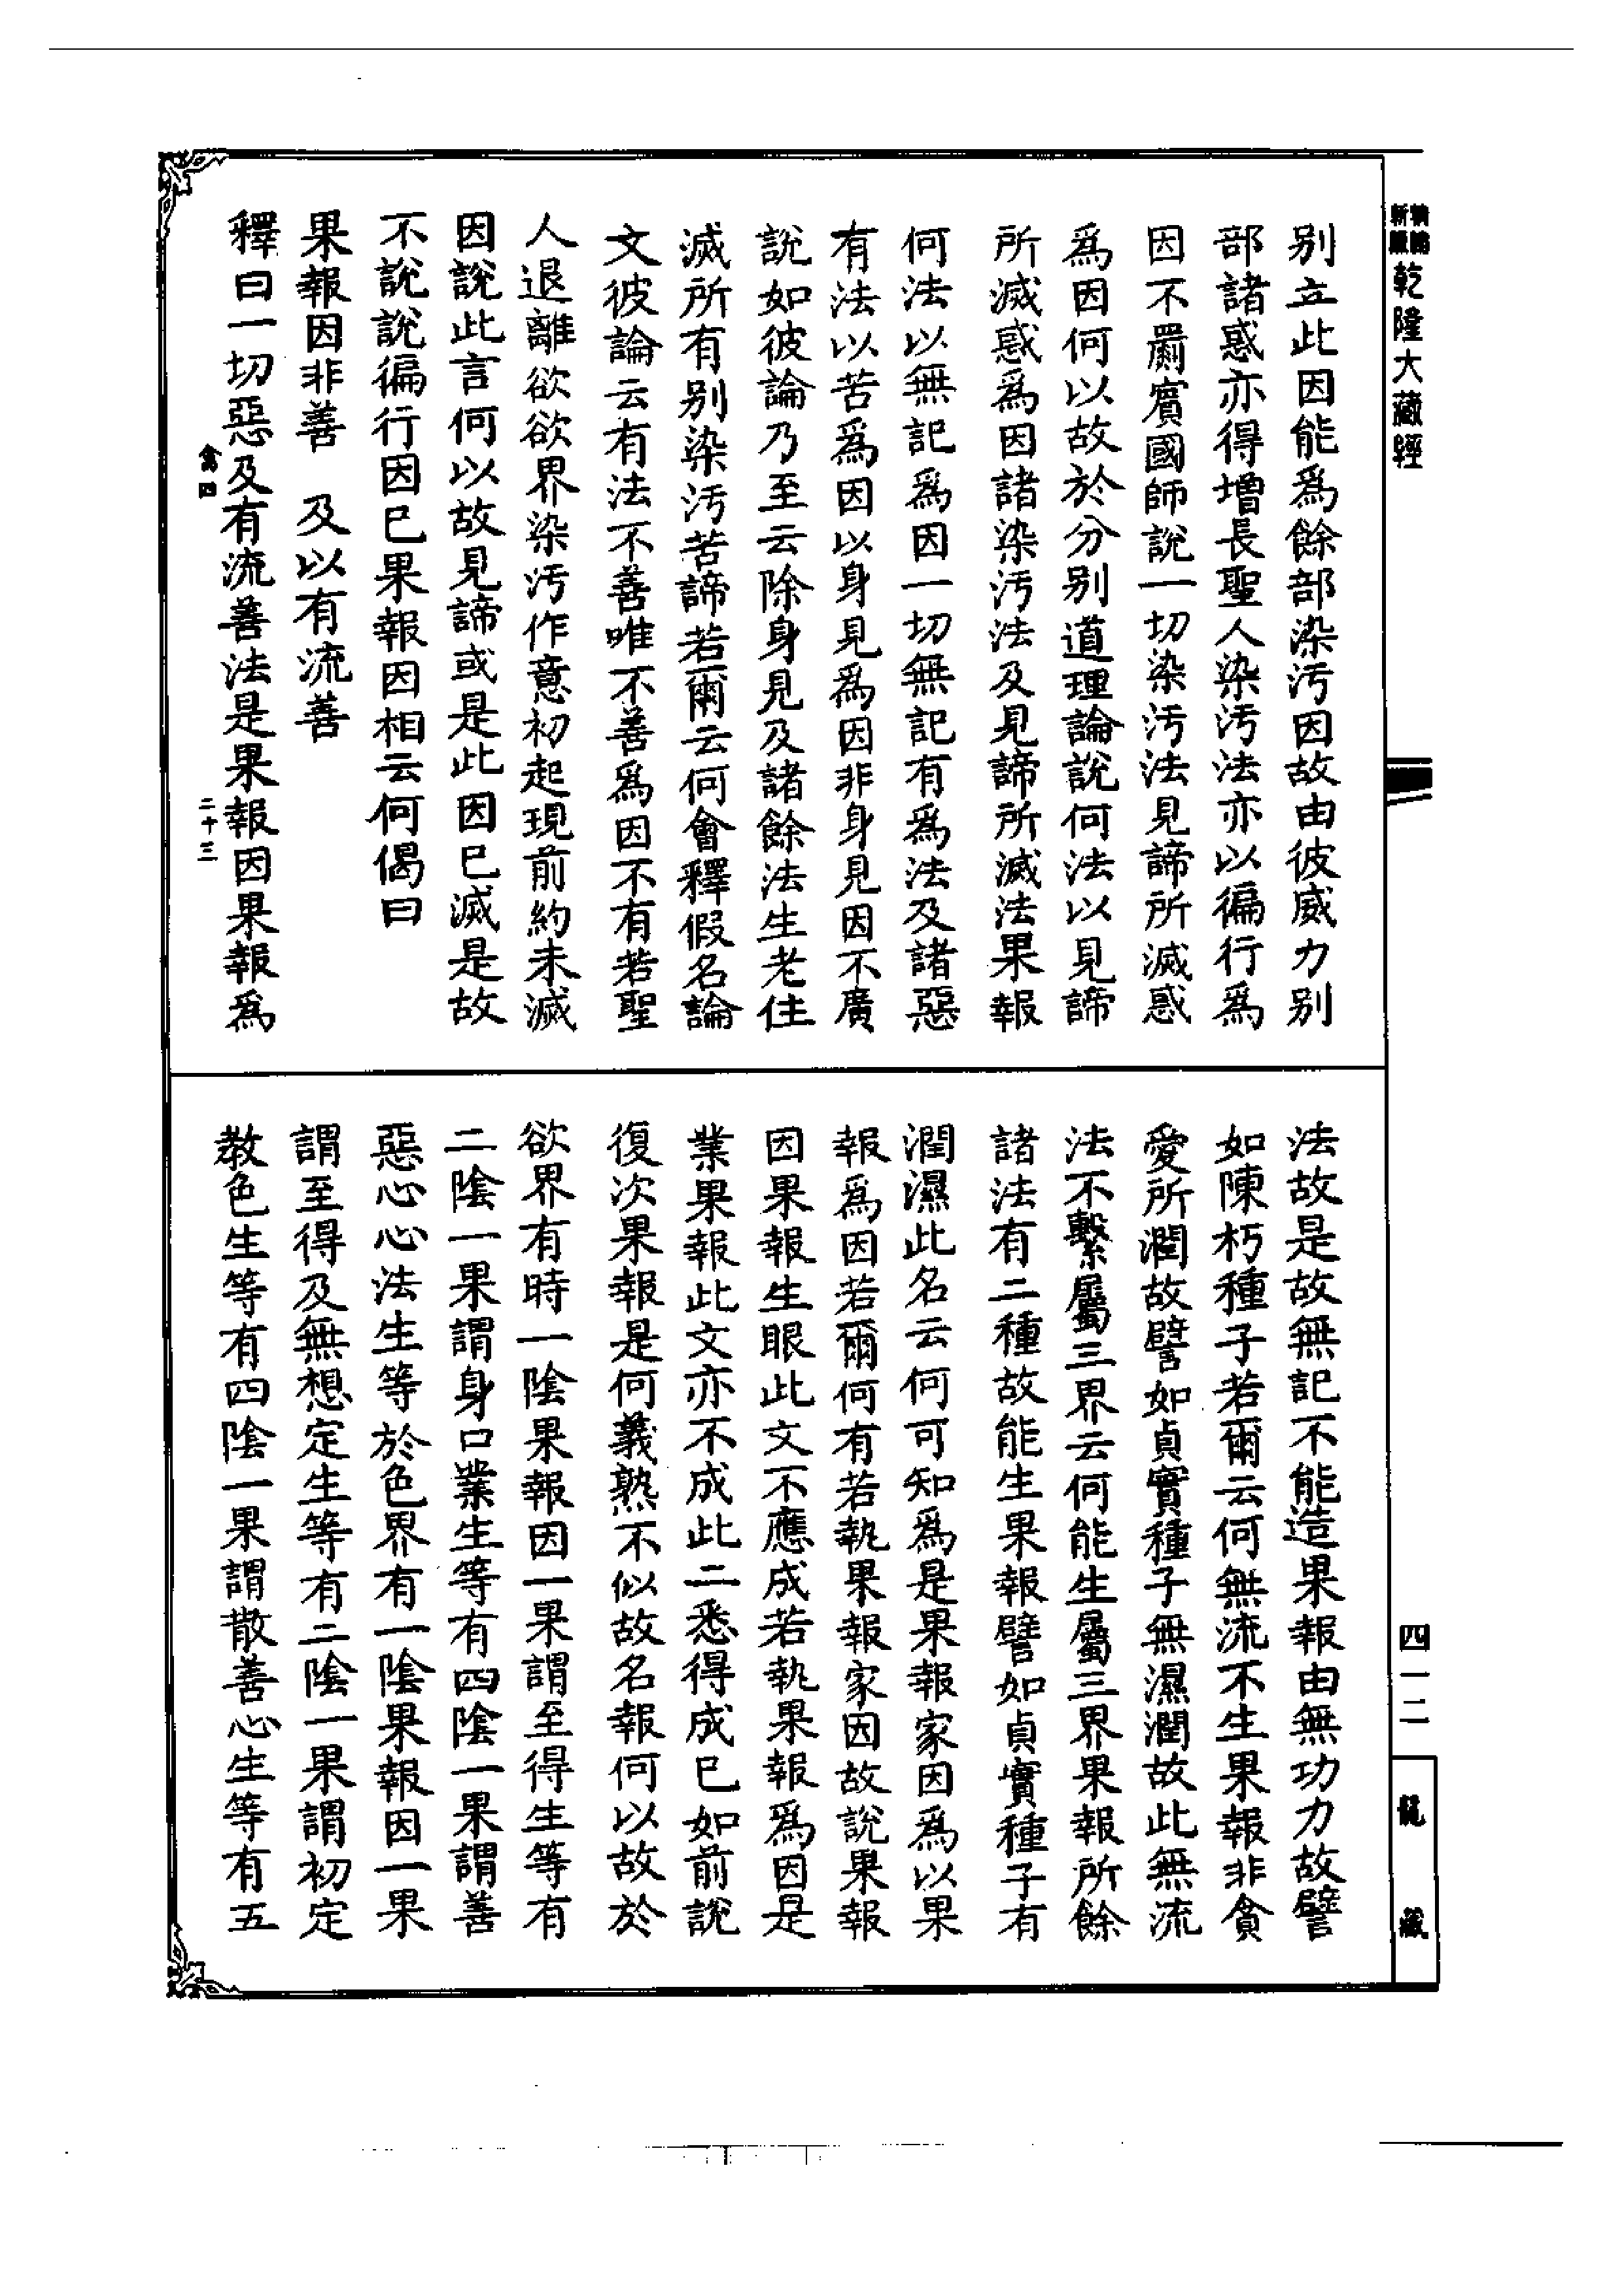 乾隆大藏經
别立此因能爲餘部染汚因故由彼威力别
部諸惑亦得增長聖人染汚法亦以徧行爲
因不罽賓國師說一切染汚法見諦所滅惑
爲因何以故於分别道理論說何法以見諦
所滅惑爲因諸染汚法及見諦所滅法果報
何法以無記爲因一切無記有爲法及諸惡
有法以苦爲因以身見爲因非身見因不廣
說如彼論乃至云除身見及諸餘法生老住
滅所有别染汚苦諦若爾云何會釋假名論
文彼論云有法不善唯不善爲因不有若聖
人退離欲欲界染汚作意初起現前約未滅
因說此言何以故見諦或是此因已滅是故
不說說徧行因已果報因相云何偈曰
果報因非善　及以有流善
釋曰一切惡及有流善法是果報因果報爲
禽四
二十三
法故是故無記不能造果報由無功力故譬
如陳朽種子若爾云何無流不生果報非貪
愛所潤故譬如貞實種子無濕潤故此無流
法不繫屬三界云何能生屬三界果報所餘
諸法有二種故能生果報譬如貞實種子有
潤濕此名云何可知爲是果報家因爲以果
報爲因若爾何有若執果報家因故說果報
因果報生眼此文不應成若執果報爲因是
業果報此文亦不成此二悉得成已如前說
復次果報是何義熟不似故名報何以故於
欲界有時一陰果報因一果謂至得生等有
二陰一果謂身口業生等有四陰一果謂善
惡心心法生等於色界有一陰果報因一果
謂至得及無想定生等有二陰一果謂初定
教色生等有四陰一果謂散善心生等有五
四一二
龍藏